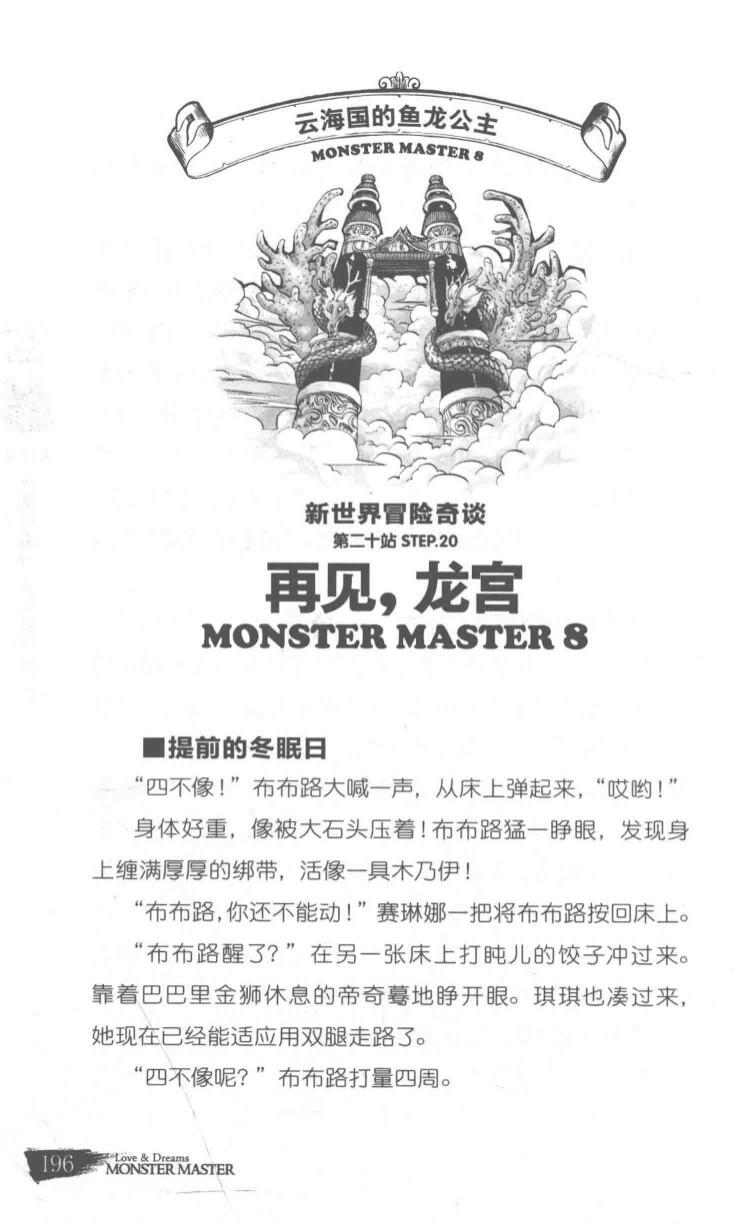 云海国的鱼龙公主
MONSTER MASTER 8
新世界冒险奇谈
第二十站 STEP.20
再见，龙宫
MONSTER MASTER 8
■提前的冬眠日
“四不像！”布布路大喊一声，从床上弹起来，“哎哟！”
身体好重，像被大石头压着！布布路猛一睁眼，发现身
上缠满厚厚的绑带，活像一具木乃伊！
“布布路，你还不能动！”赛琳娜一把将布布路按回床上。
“布布路醒了？”在另一张床上打盹儿的饺子冲过来。
靠着巴巴里金狮休息的帝奇蓦地睁开眼。琪琪也凑过来，
她现在已经能适应用双腿走路了。
“四不像呢？”布布路打量四周。
196
Love & Dreams
MONSTER MASTER